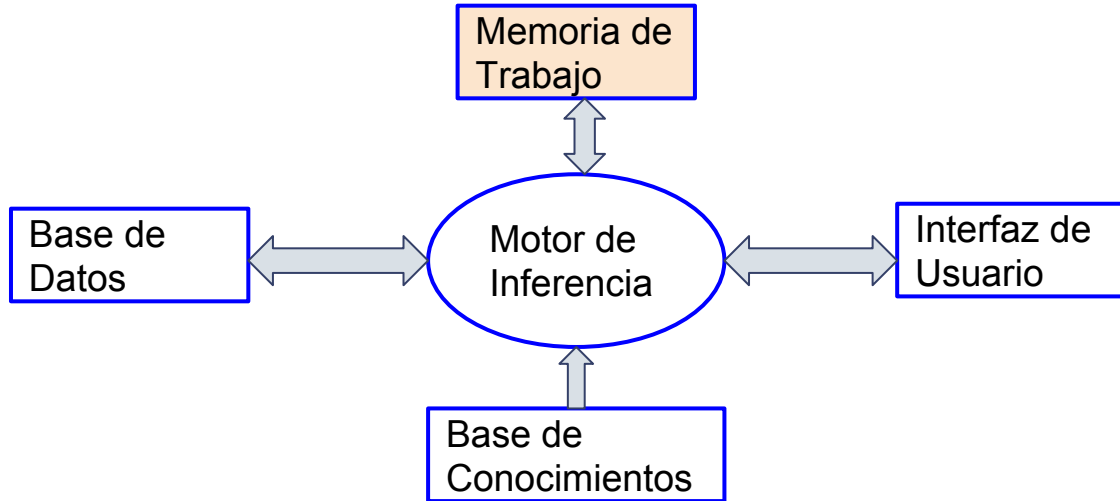 Memoria de
Trabajo
Base de
Datos
Motor de
Inferencia
Interfaz de
Usuario
Base de
Conocimientos